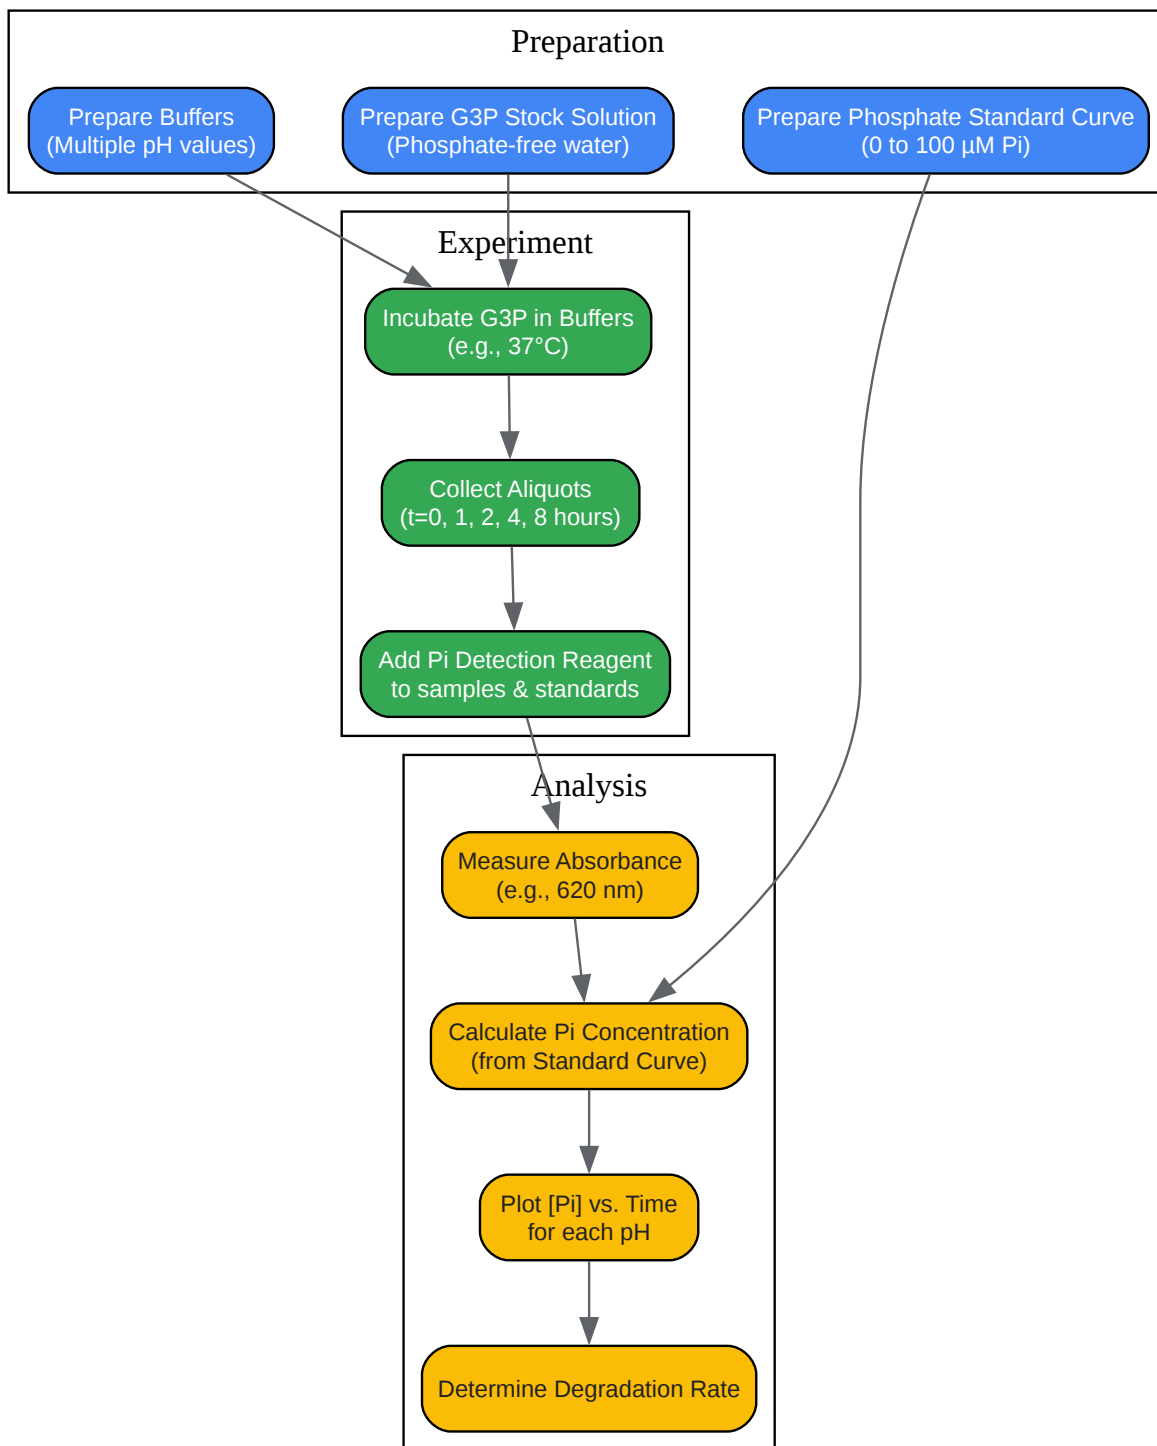 Preparation
Prepare Buffers
(Multiple pH values)
Prepare G3P Stock Solution
(Phosphate-free water)
Prepare Phosphate Standard Curve
(0 to 100 µM Pi)
Experiment
Incubate G3P in Buffers
(e.g., 37°C)
Collect Aliquots
(t=0, 1, 2, 4, 8 hours)
Add Pi Detection Reagent
to samples & standards
Analysis
Measure Absorbance
(e.g., 620 nm)
Calculate Pi Concentration
(from Standard Curve)
Plot [Pi] vs. Time
for each pH
Determine Degradation Rate